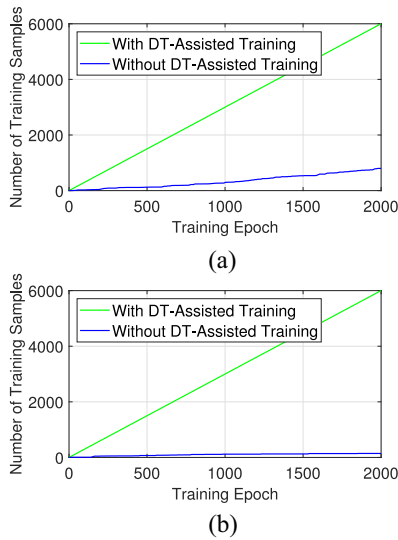 Number of Training Samples
6000
4000
2000
0
With DT-Assisted Training
Without DT-Assisted Training
0 500 1000 1500 2000
Training Epoch
(a)
Number of Training Samples
6000
4000
2000
0
With DT-Assisted Training
Without DT-Assisted Training
0 500 1000 1500 2000
Training Epoch
(b)